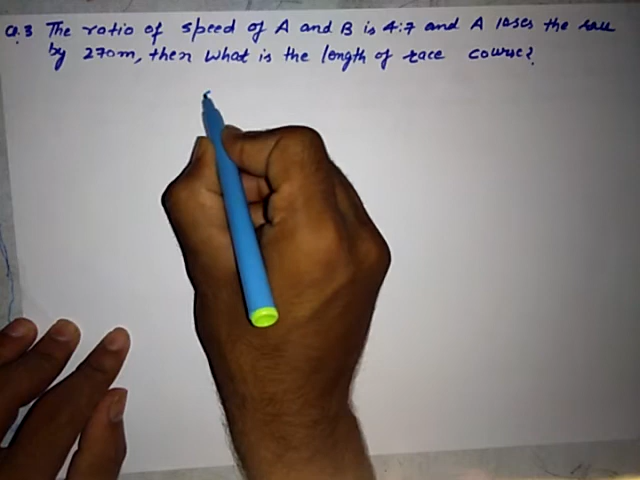 Q.3 The ratio of speed of A and B is 4:7 and A loses the race
by 270m, then What is the length of race course?